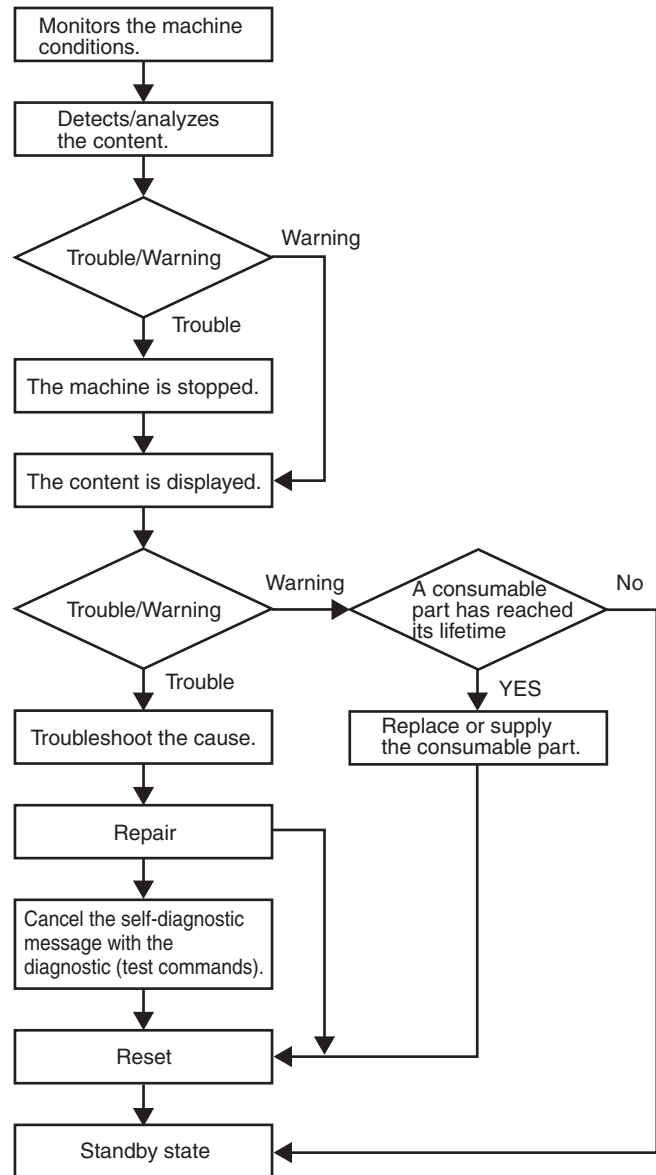 Monitors the machine
conditions.
Detects/analyzes
the content.
Trouble/Warning
Warning
Trouble
The machine is stopped.
The content is displayed.
Trouble/Warning
Warning
A consumable
part has reached
its lifetime
No
Trouble
YES
Troubleshoot the cause.
Replace or supply
the consumable part.
Repair
Cancel the self-diagnostic
message with the
diagnostic (test commands).
Reset
Standby state